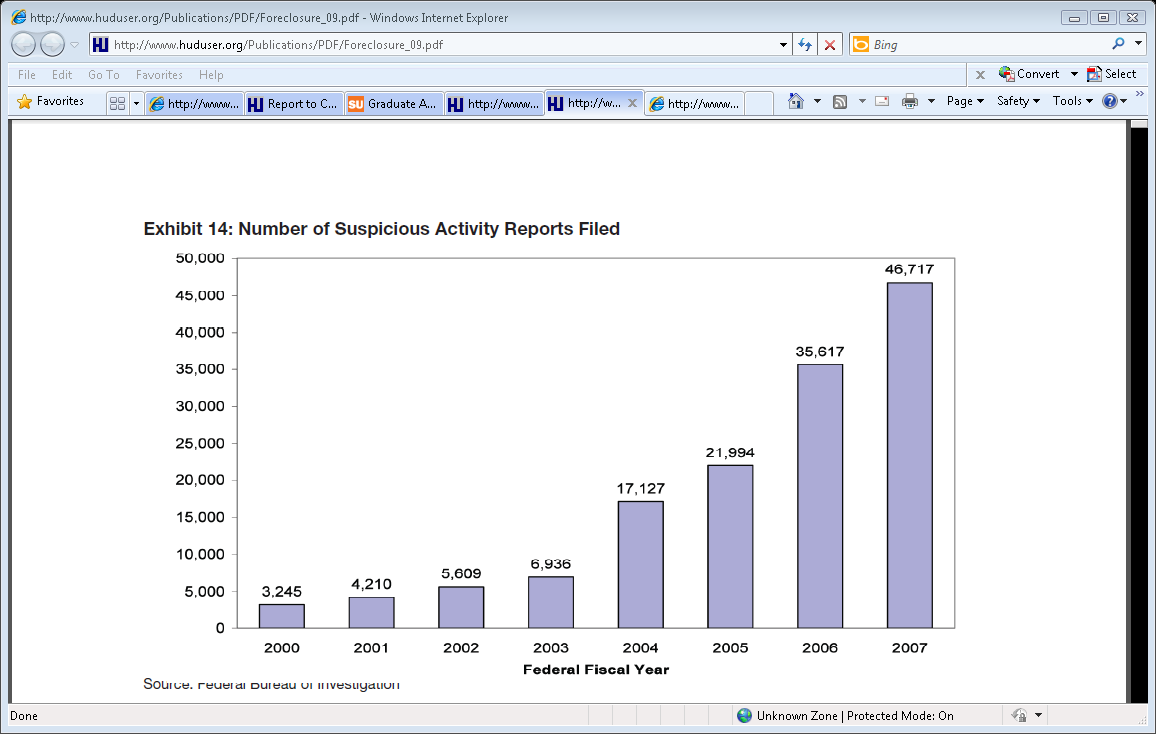 http://www.huduser.org/Publications/PDF/Foreclosure_09.pdf - Windows Internet Explorer
http://www.huduser.org/Publications/PDF/Foreclosure_09.pdf
Bing
File Edit Go To Favorites Help
x Convert Select
Favorites
http://www... HU Report to C... SU Graduate A... HU http://www... HU http://w... x http://www...
Page Safety Tools »
Exhibit 14: Number of Suspicious Activity Reports Filed
50,000
45,000
40,000
35,000
30,000
25,000
20,000
15,000
10,000
5,000
0
3,245
4,210
5,609
6,936
17,127
21,994
35,617
46,717
2000 2001 2002 2003 2004 2005 2006 2007
Federal Fiscal Year
Source: Federal Bureau of Investigation
Done
Unknown Zone | Protected Mode: On